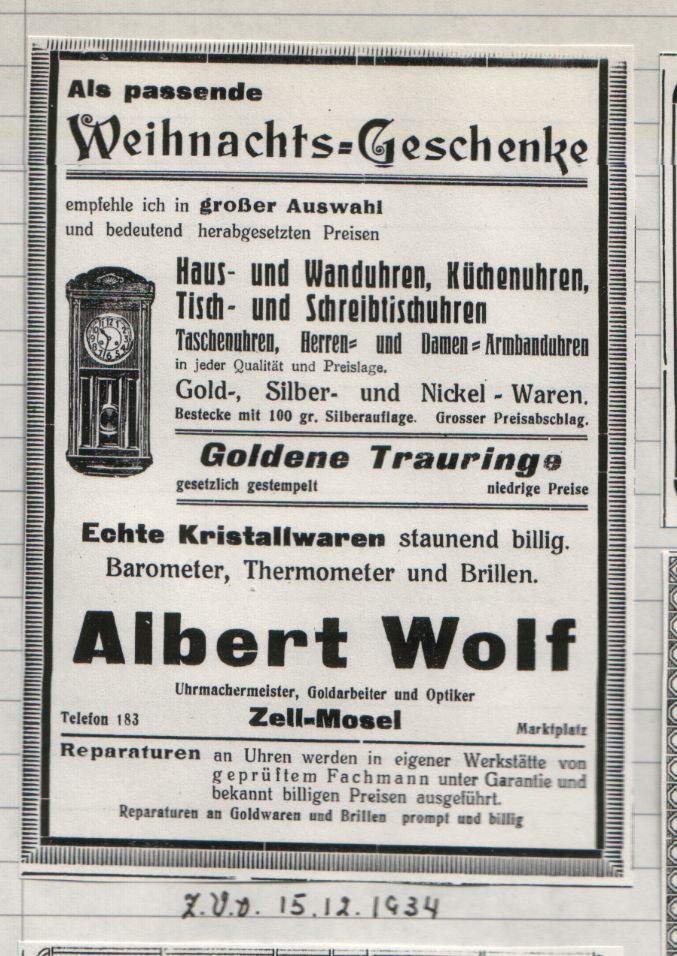 Als passende
Weihnachts=Geschenke
empfehle ich in großer Auswahl
und bedeutend herabgesetzten Preisen
Haus- und Wanduhren, Küchenuhren,
Tisch- und Schreibtischuhren
Taschenuhren, Herren= und Damen=Armbanduhren
in jeder Qualität und Preislage.
Gold-, Silber- und Nickel-Waren.
Bestecke mit 100 gr. Silberauflage. Grosser Preisabschlag.
Goldene Trauringe
gesetzlich gestempelt niedrige Preise
Echte Kristallwaren staunend billig.
Barometer, Thermometer und Brillen.
Albert Wolf
Uhrmachermeister, Goldarbeiter und Optiker
Telefon 183 Zell-Mosel Marktplatz
Reparaturen an Uhren werden in eigener Werkstätte von
geprüftem Fachmann unter Garantie und
bekannt billigen Preisen ausgeführt.
Reparaturen an Goldwaren und Brillen prompt und billig
Z.V.v. 15.12.1934